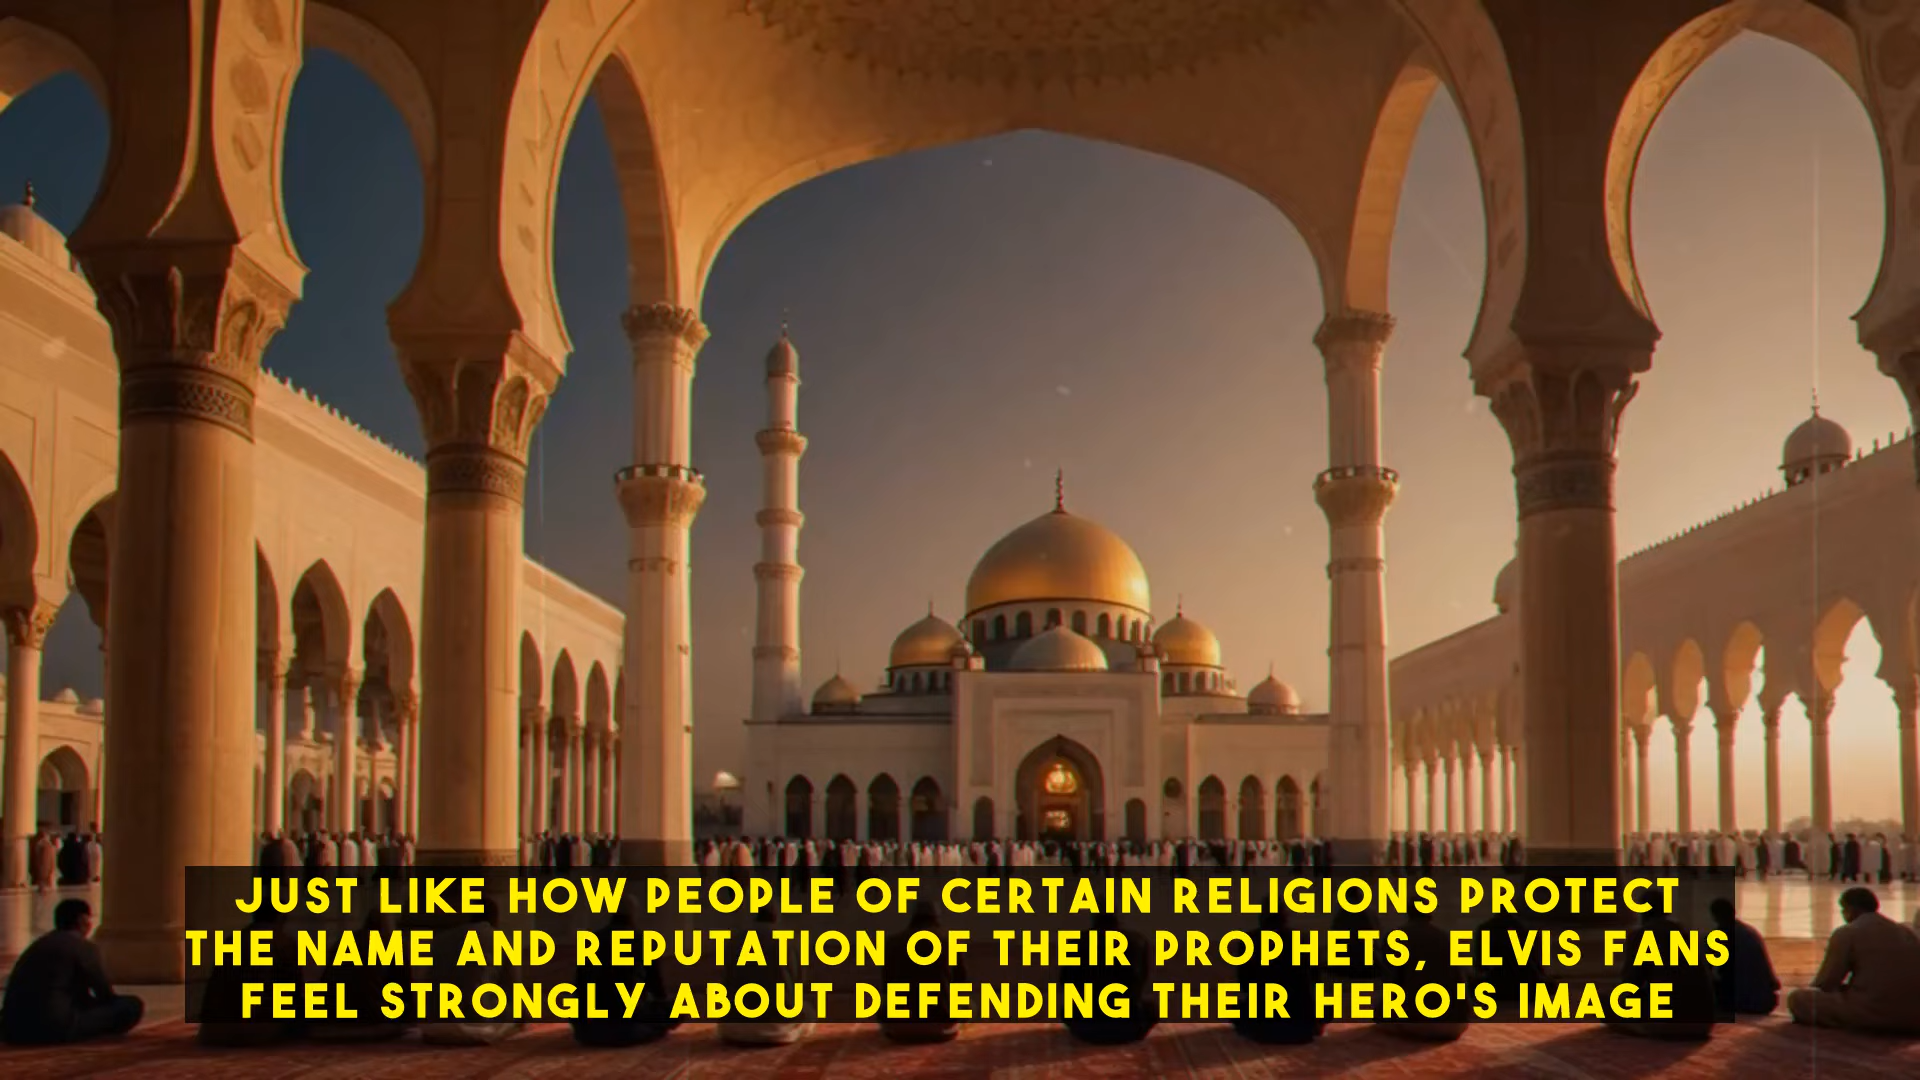 JUST LIKE HOW PEOPLE OF CERTAIN RELIGIONS PROTECT
THE NAME AND REPUTATION OF THEIR PROPHETS, ELVIS FANS
FEEL STRONGLY ABOUT DEFENDING THEIR HERO'S IMAGE